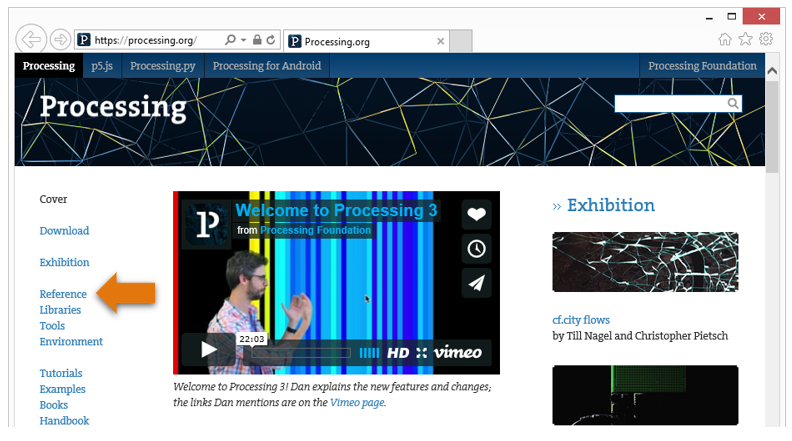 https://processing.org/
Processing.org
Processing p5.js Processing.py Processing for Android Processing Foundation
Processing
Cover
Download
Exhibition
Reference
Libraries
Tools
Environment
Tutorials
Examples
Books
Handbook
Welcome to Processing 3
from Processing Foundation
22:03
HD vimeo
Welcome to Processing 3! Dan explains the new features and changes;
the links Dan mentions are on the Vimeo page.
» Exhibition
cf.city flows
by Till Nagel and Christopher Pietsch